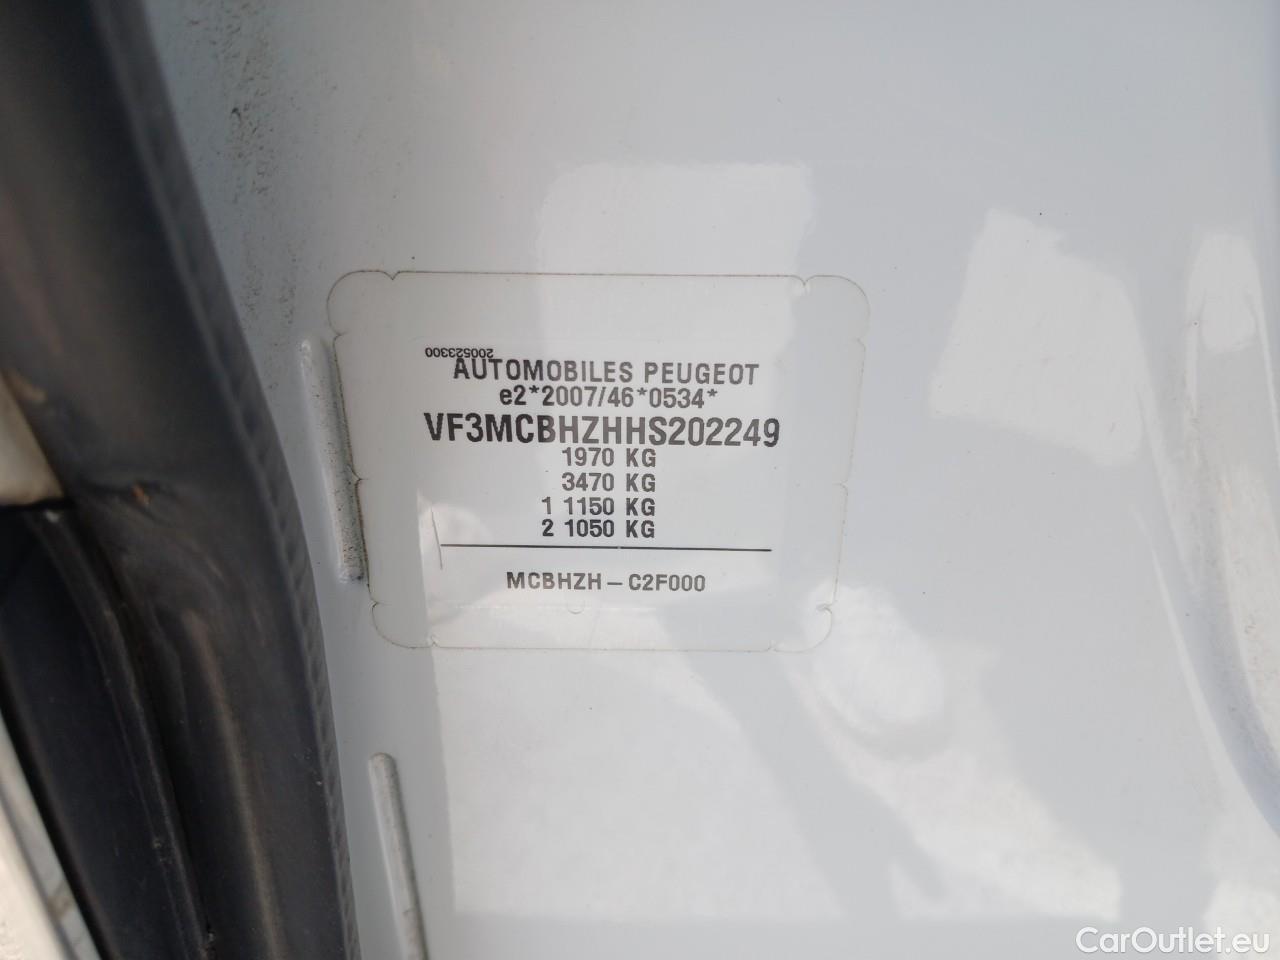 200523300
AUTOMOBILES PEUGEOT
e2*2007/46*0534*
VF3MCBHZHHS202249
1970 KG
3470 KG
1 1150 KG
2 1050 KG
MCBHZH – C2F000
CarOutlet.eu